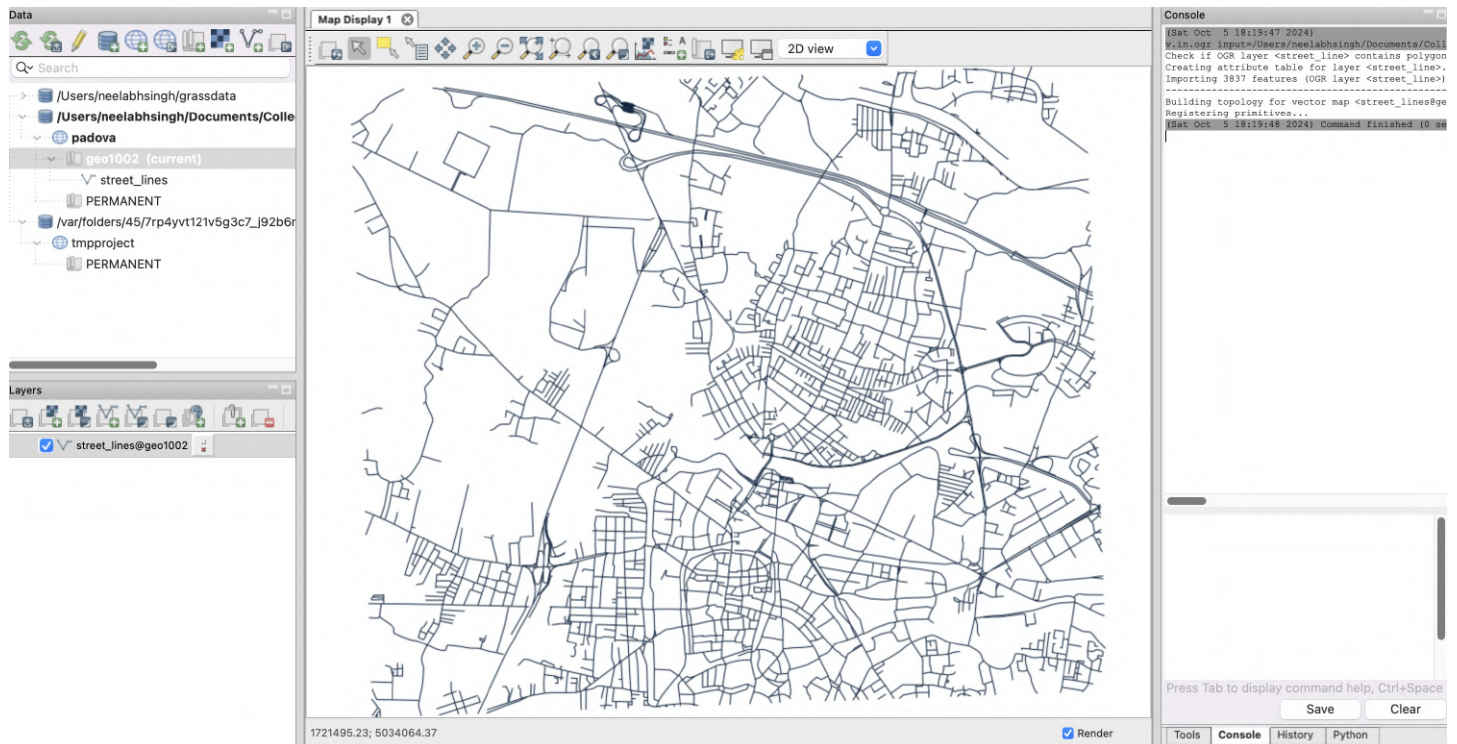 Data
Search
/Users/neelabhsingh/grassdata
/Users/neelabhsingh/Documents/Colle
padova
geo1002 (current)
street_lines
PERMANENT
/var/folders/45/7rp4yvt121v5g3c7_j92b6r
tmpproject
PERMANENT
Layers
street_lines@geo1002
Map Display 1
2D view
1721495.23; 5034064.37
Render
Console
(Sat Oct 5 18:19:47 2024)
v.in.ogr input=/Users/neelabhsingh/Documents/Coll
Check if OGR layer <street_line> contains polygon
Creating attribute table for layer <street_line>.
Importing 3837 features (OGR layer <street_line>)
-----------------------------------------------------
Building topology for vector map <street_lines@ge
Registering primitives...
(Sat Oct 5 18:19:48 2024) Command finished (0 se
Press Tab to display command help, Ctrl+Space
Save Clear
Tools Console History Python